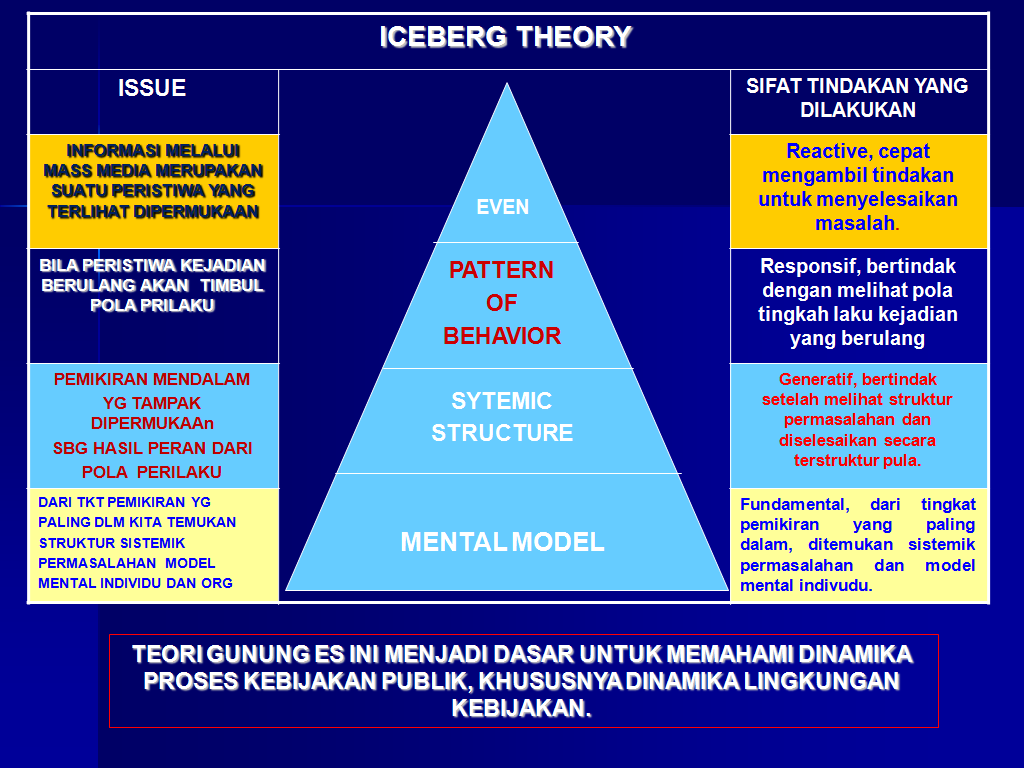 ICEBERG THEORY
ISSUE
SIFAT TINDAKAN YANG
DILAKUKAN
INFORMASI MELALUI
MASS MEDIA MERUPAKAN
SUATU PERISTIWA YANG
TERLIHAT DIPERMUKAAN
EVEN
Reactive, cepat
mengambil tindakan
untuk menyelesaikan
masalah.
BILA PERISTIWA KEJADIAN
BERULANG AKAN TIMBUL
POLA PRILAKU
PATTERN
OF
BEHAVIOR
Responsif, bertindak
dengan melihat pola
tingkah laku kejadian
yang berulang
PEMIKIRAN MENDALAM
YG TAMPAK
DIPERMUKAAn
SBG HASIL PERAN DARI
POLA PERILAKU
SYTEMIC
STRUCTURE
Generatif, bertindak
setelah melihat struktur
permasalahan dan
diselesaikan secara
terstruktur pula.
DARI TKT PEMIKIRAN YG
PALING DLM KITA TEMUKAN
STRUKTUR SISTEMIK
PERMASALAHAN MODEL
MENTAL INDIVIDU DAN ORG
MENTAL MODEL
Fundamental, dari tingkat
pemikiran yang paling
dalam, ditemukan sistemik
permasalahan dan model
mental indivudu.
TEORI GUNUNG ES INI MENJADI DASAR UNTUK MEMAHAMI DINAMIKA
PROSES KEBIJAKAN PUBLIK, KHUSUSNYA DINAMIKA LINGKUNGAN
KEBIJAKAN.